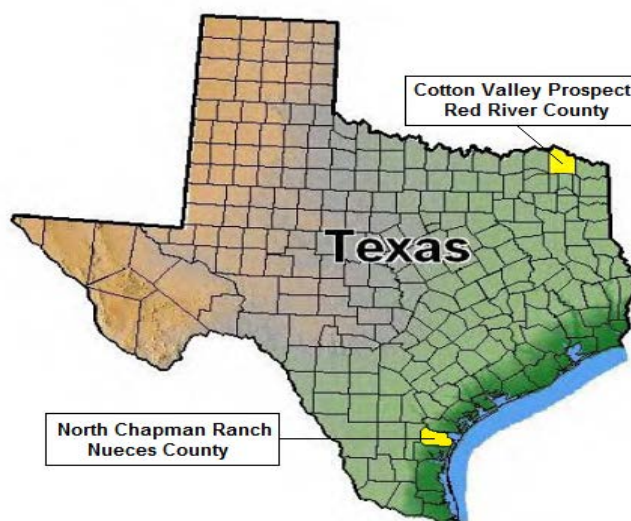 Cotton Valley Prospect
Red River County
Texas
North Chapman Ranch
Nueces County